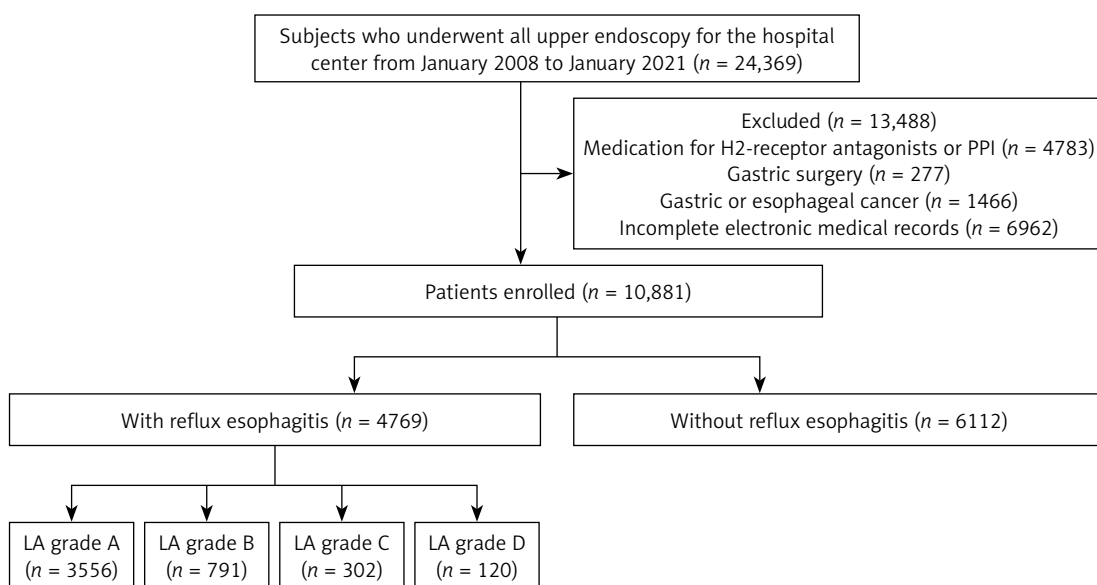 Subjects who underwent all upper endoscopy for the hospital
center from January 2008 to January 2021 (n = 24,369)
Excluded (n = 13,488)
Medication for H2-receptor antagonists or PPI (n = 4783)
Gastric surgery (n = 277)
Gastric or esophageal cancer (n = 1466)
Incomplete electronic medical records (n = 6962)
Patients enrolled (n = 10,881)
With reflux esophagitis (n = 4769)
Without reflux esophagitis (n = 6112)
LA grade A
(n = 3556)
LA grade B
(n = 791)
LA grade C
(n = 302)
LA grade D
(n = 120)